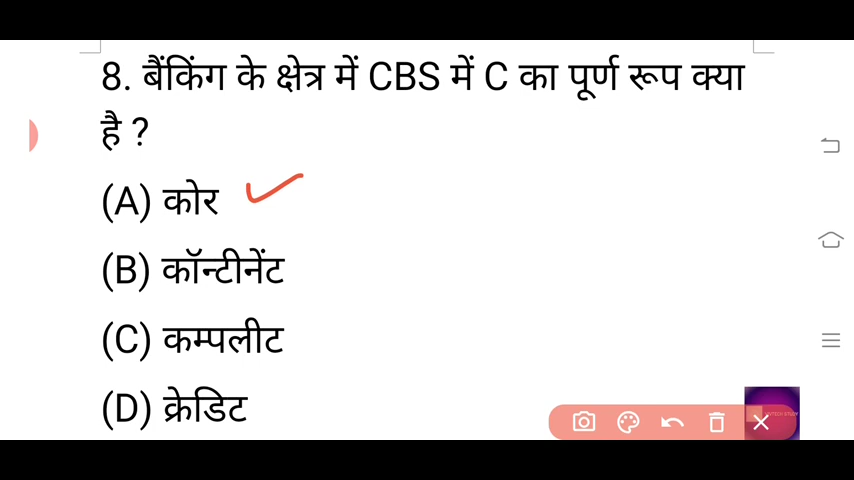 8. बैंकिंग के क्षेत्र में CBS में C का पूर्ण रूप क्या
है ?
(A) कोर
(B) कॉन्टीनेंट
(C) कम्पलीट
(D) क्रेडिट